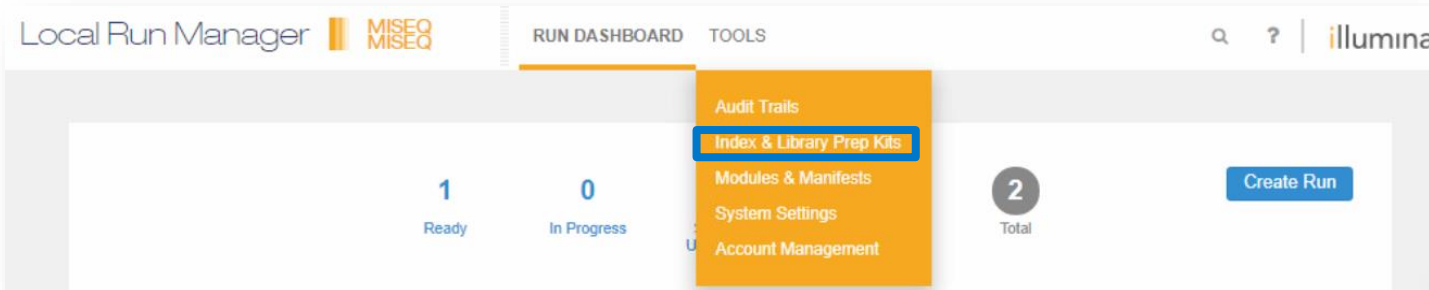 Local Run Manager MISEQ
MISEQ
RUN DASHBOARD TOOLS
? illumina
Audit Trails
Index & Library Prep Kits
Modules & Manifests
System Settings
Account Management
1 0 2
Create Run
Ready In Progress U Total